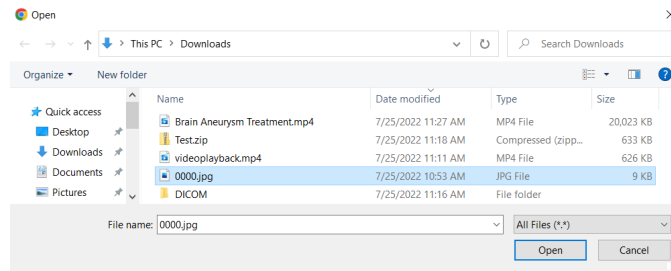 Open
This PC > Downloads
Search Downloads
Organize
New folder
Name Date modified Type Size
Quick access
Desktop
Downloads
Documents
Pictures
Brain Aneurysm Treatment.mp4 7/25/2022 11:27 AM MP4 File 20,023 KB
Test.zip 7/25/2022 11:18 AM Compressed (zipp... 633 KB
videoplayback.mp4 7/25/2022 11:11 AM MP4 File 626 KB
0000.jpg 7/25/2022 10:53 AM JPG File 9 KB
DICOM 7/25/2022 11:16 AM File folder
File name: 0000.jpg All Files (*.*)
Open Cancel